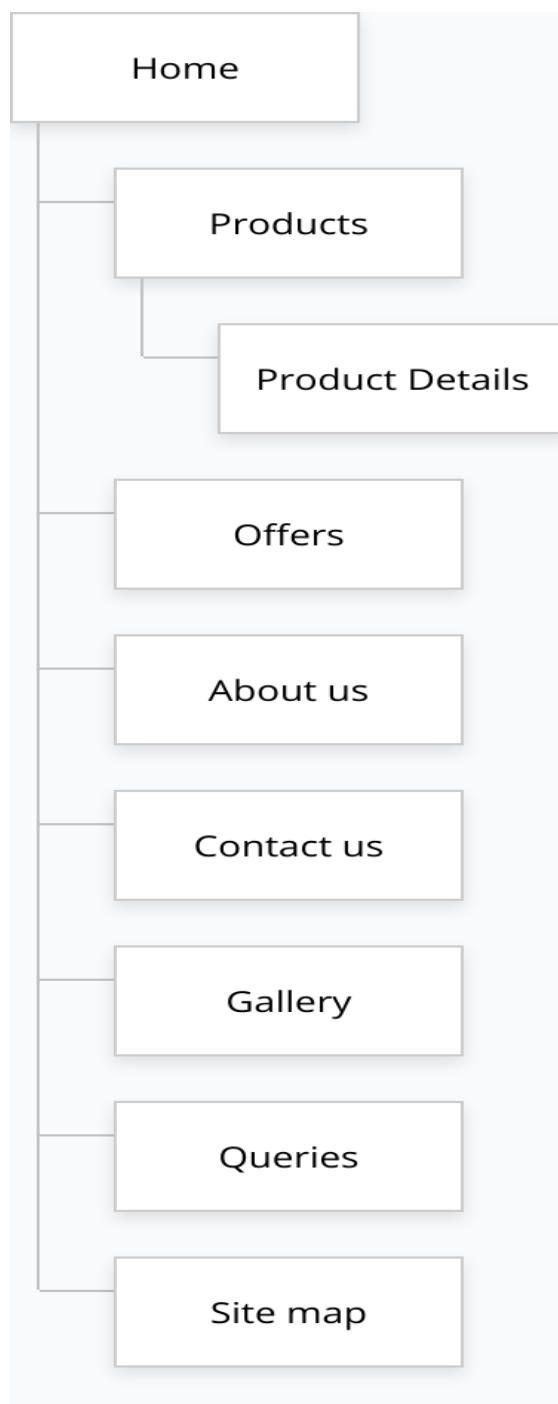 Home
Products
Product Details
Offers
About us
Contact us
Gallery
Queries
Site map